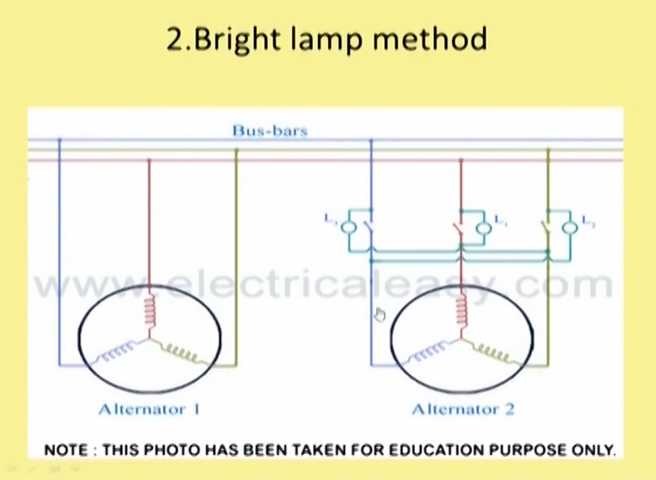 2.Bright lamp method
Bus-bars
L₁
www.electricaleasy.com
Alternator 1
Alternator 2
NOTE : THIS PHOTO HAS BEEN TAKEN FOR EDUCATION PURPOSE ONLY.